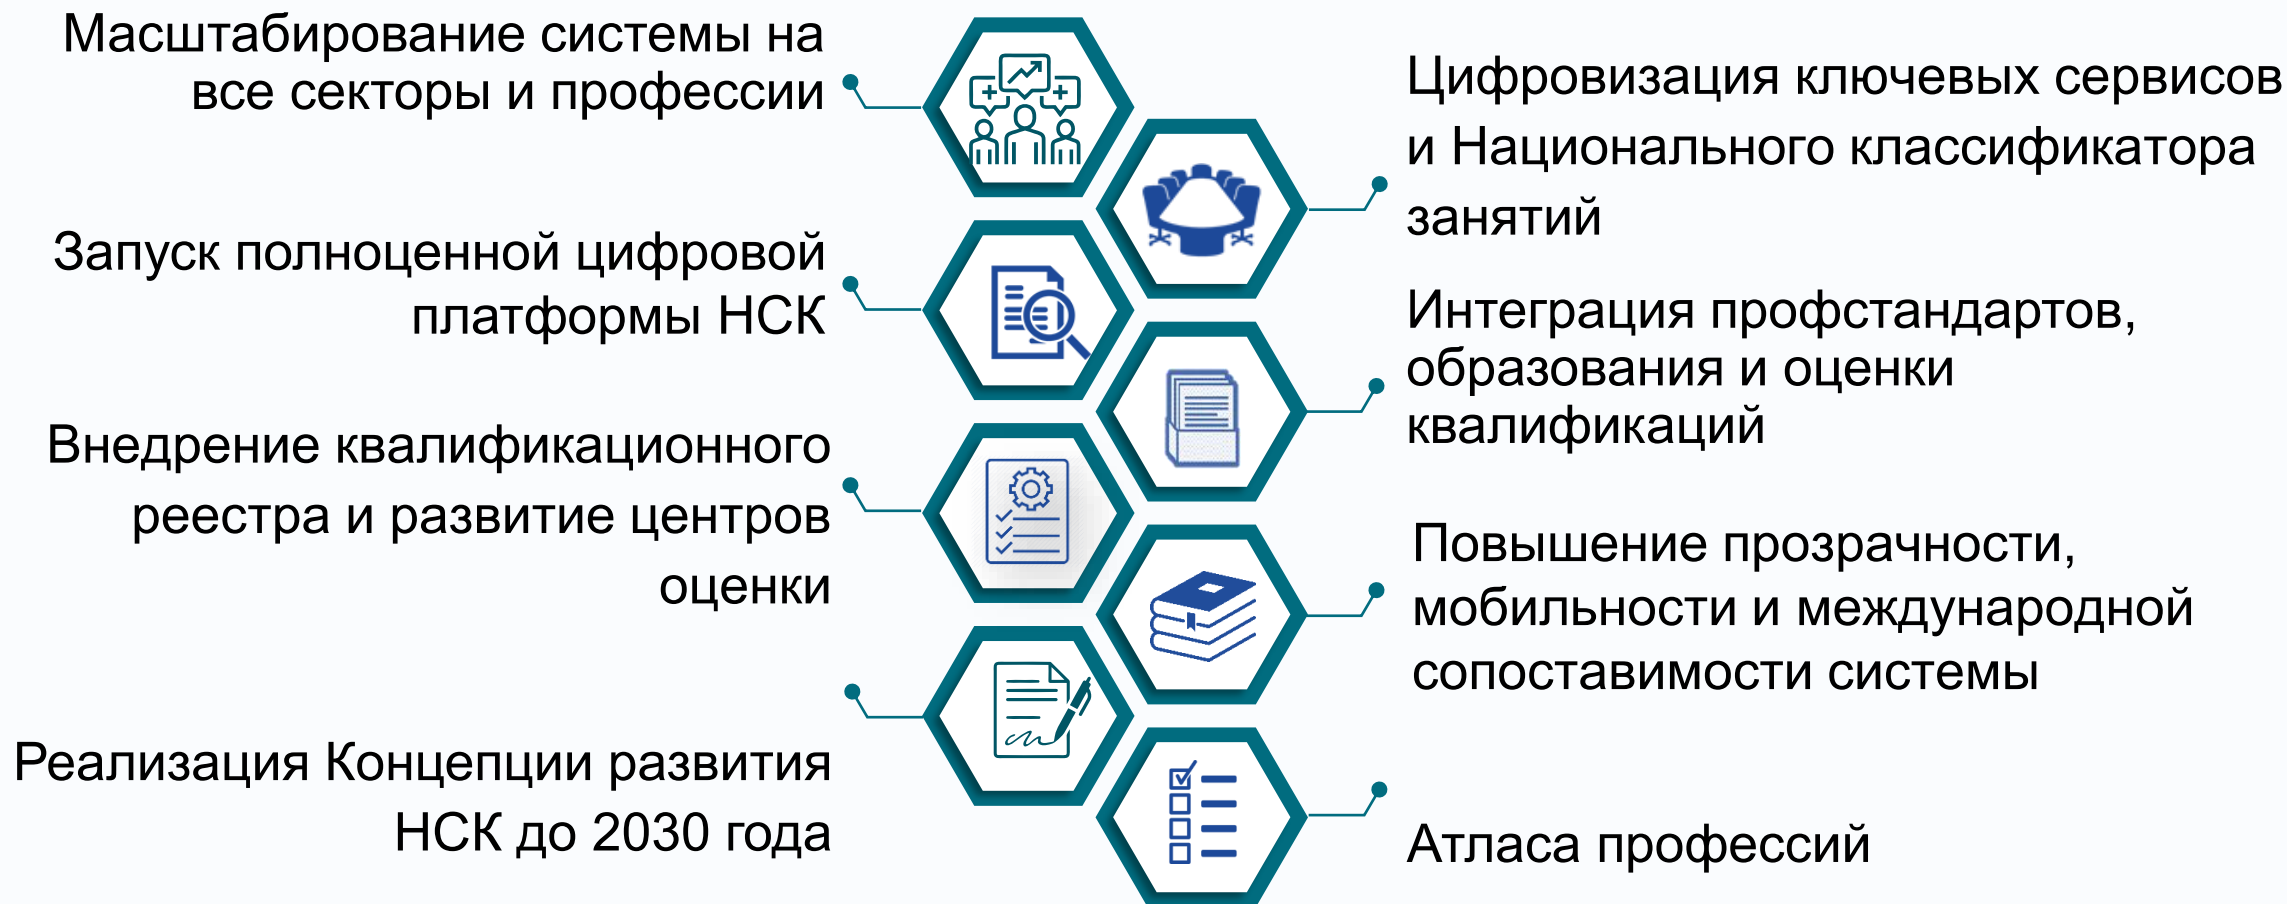 Масштабирование системы на
все секторы и профессии
Цифровизация ключевых сервисов
и Национального классификатора
занятий
Запуск полноценной цифровой
платформы НСК
Интеграция профстандартов,
образования и оценки
квалификаций
Внедрение квалификационного
реестра и развитие центров
оценки
Повышение прозрачности,
мобильности и международной
сопоставимости системы
Реализация Концепции развития
НСК до 2030 года
Атласа профессий